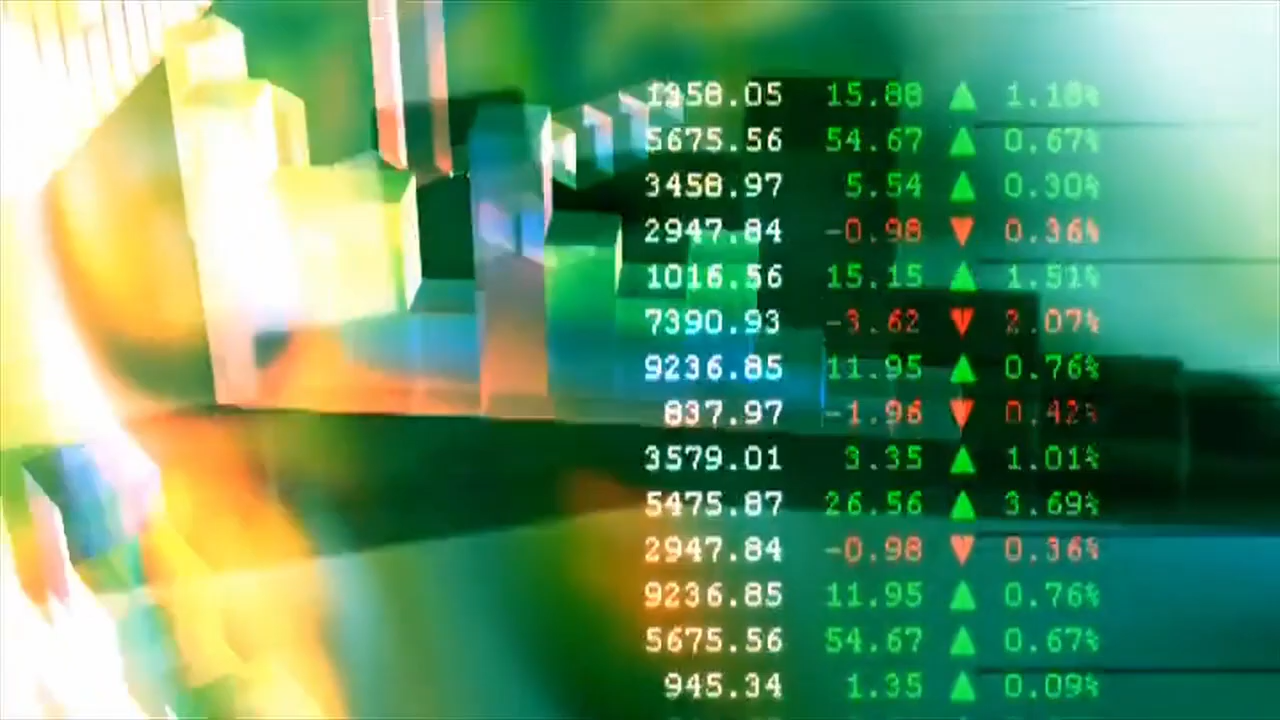 1358.05 15.88 ▲ 1.18%
5675.56 54.67 ▲ 0.67%
3458.97 5.54 ▲ 0.30%
2947.84 -0.98 ▼ 0.36%
1016.56 15.15 ▲ 1.51%
7390.93 -3.62 ▼ 2.07%
9236.85 11.95 ▲ 0.76%
837.97 -1.96 ▼ 0.42%
3579.01 3.35 ▲ 1.01%
5475.87 26.56 ▲ 3.69%
2947.84 -0.98 ▼ 0.36%
9236.85 11.95 ▲ 0.76%
5675.56 54.67 ▲ 0.67%
945.34 1.35 ▲ 0.09%